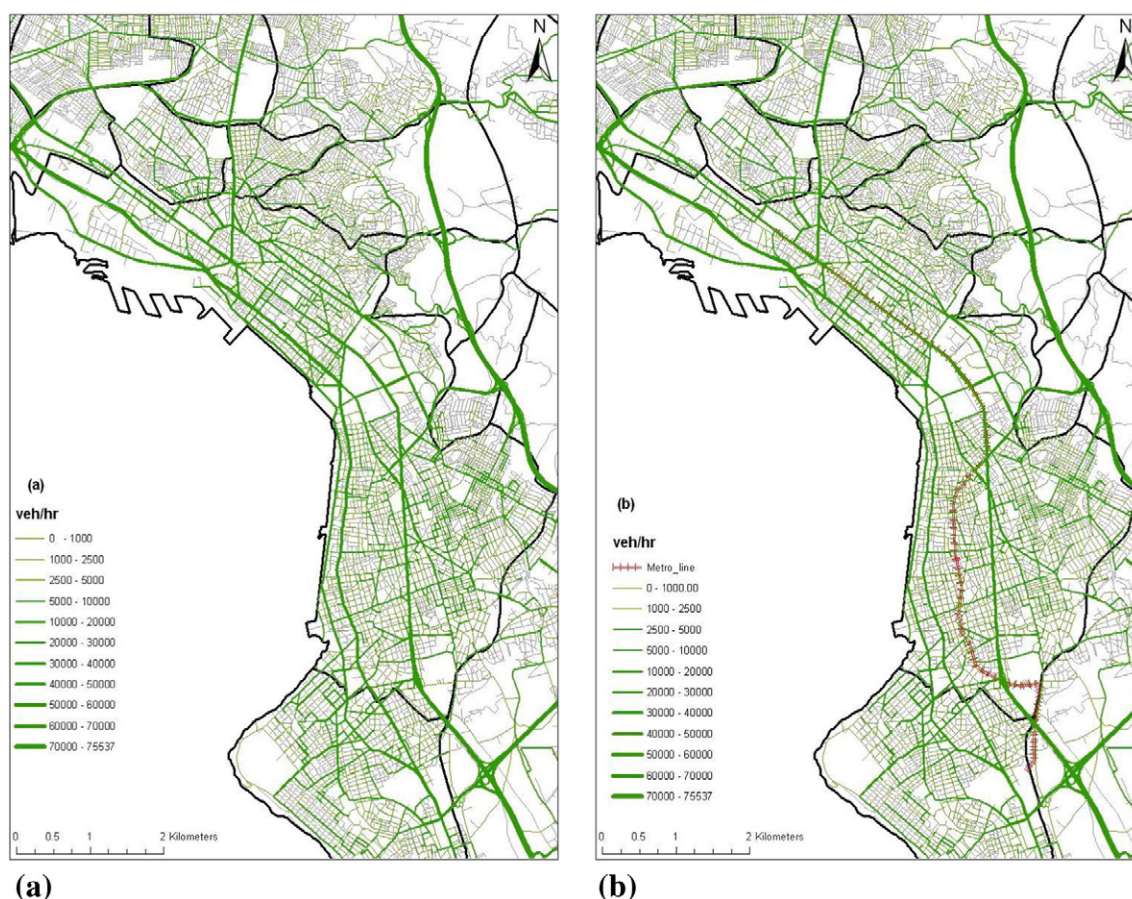 N
(a)
veh/hr
0 - 1000
1000 - 2500
2500 - 5000
5000 - 10000
10000 - 20000
20000 - 30000
30000 - 40000
40000 - 50000
50000 - 60000
60000 - 70000
70000 - 75537
0 0.5 1 2 Kilometers
(a)
N
(b)
veh/hr
Metro_line
0 - 1000.00
1000 - 2500
2500 - 5000
5000 - 10000
10000 - 20000
20000 - 30000
30000 - 40000
40000 - 50000
50000 - 60000
60000 - 70000
70000 - 75537
0 0.5 1 2 Kilometers
(b)